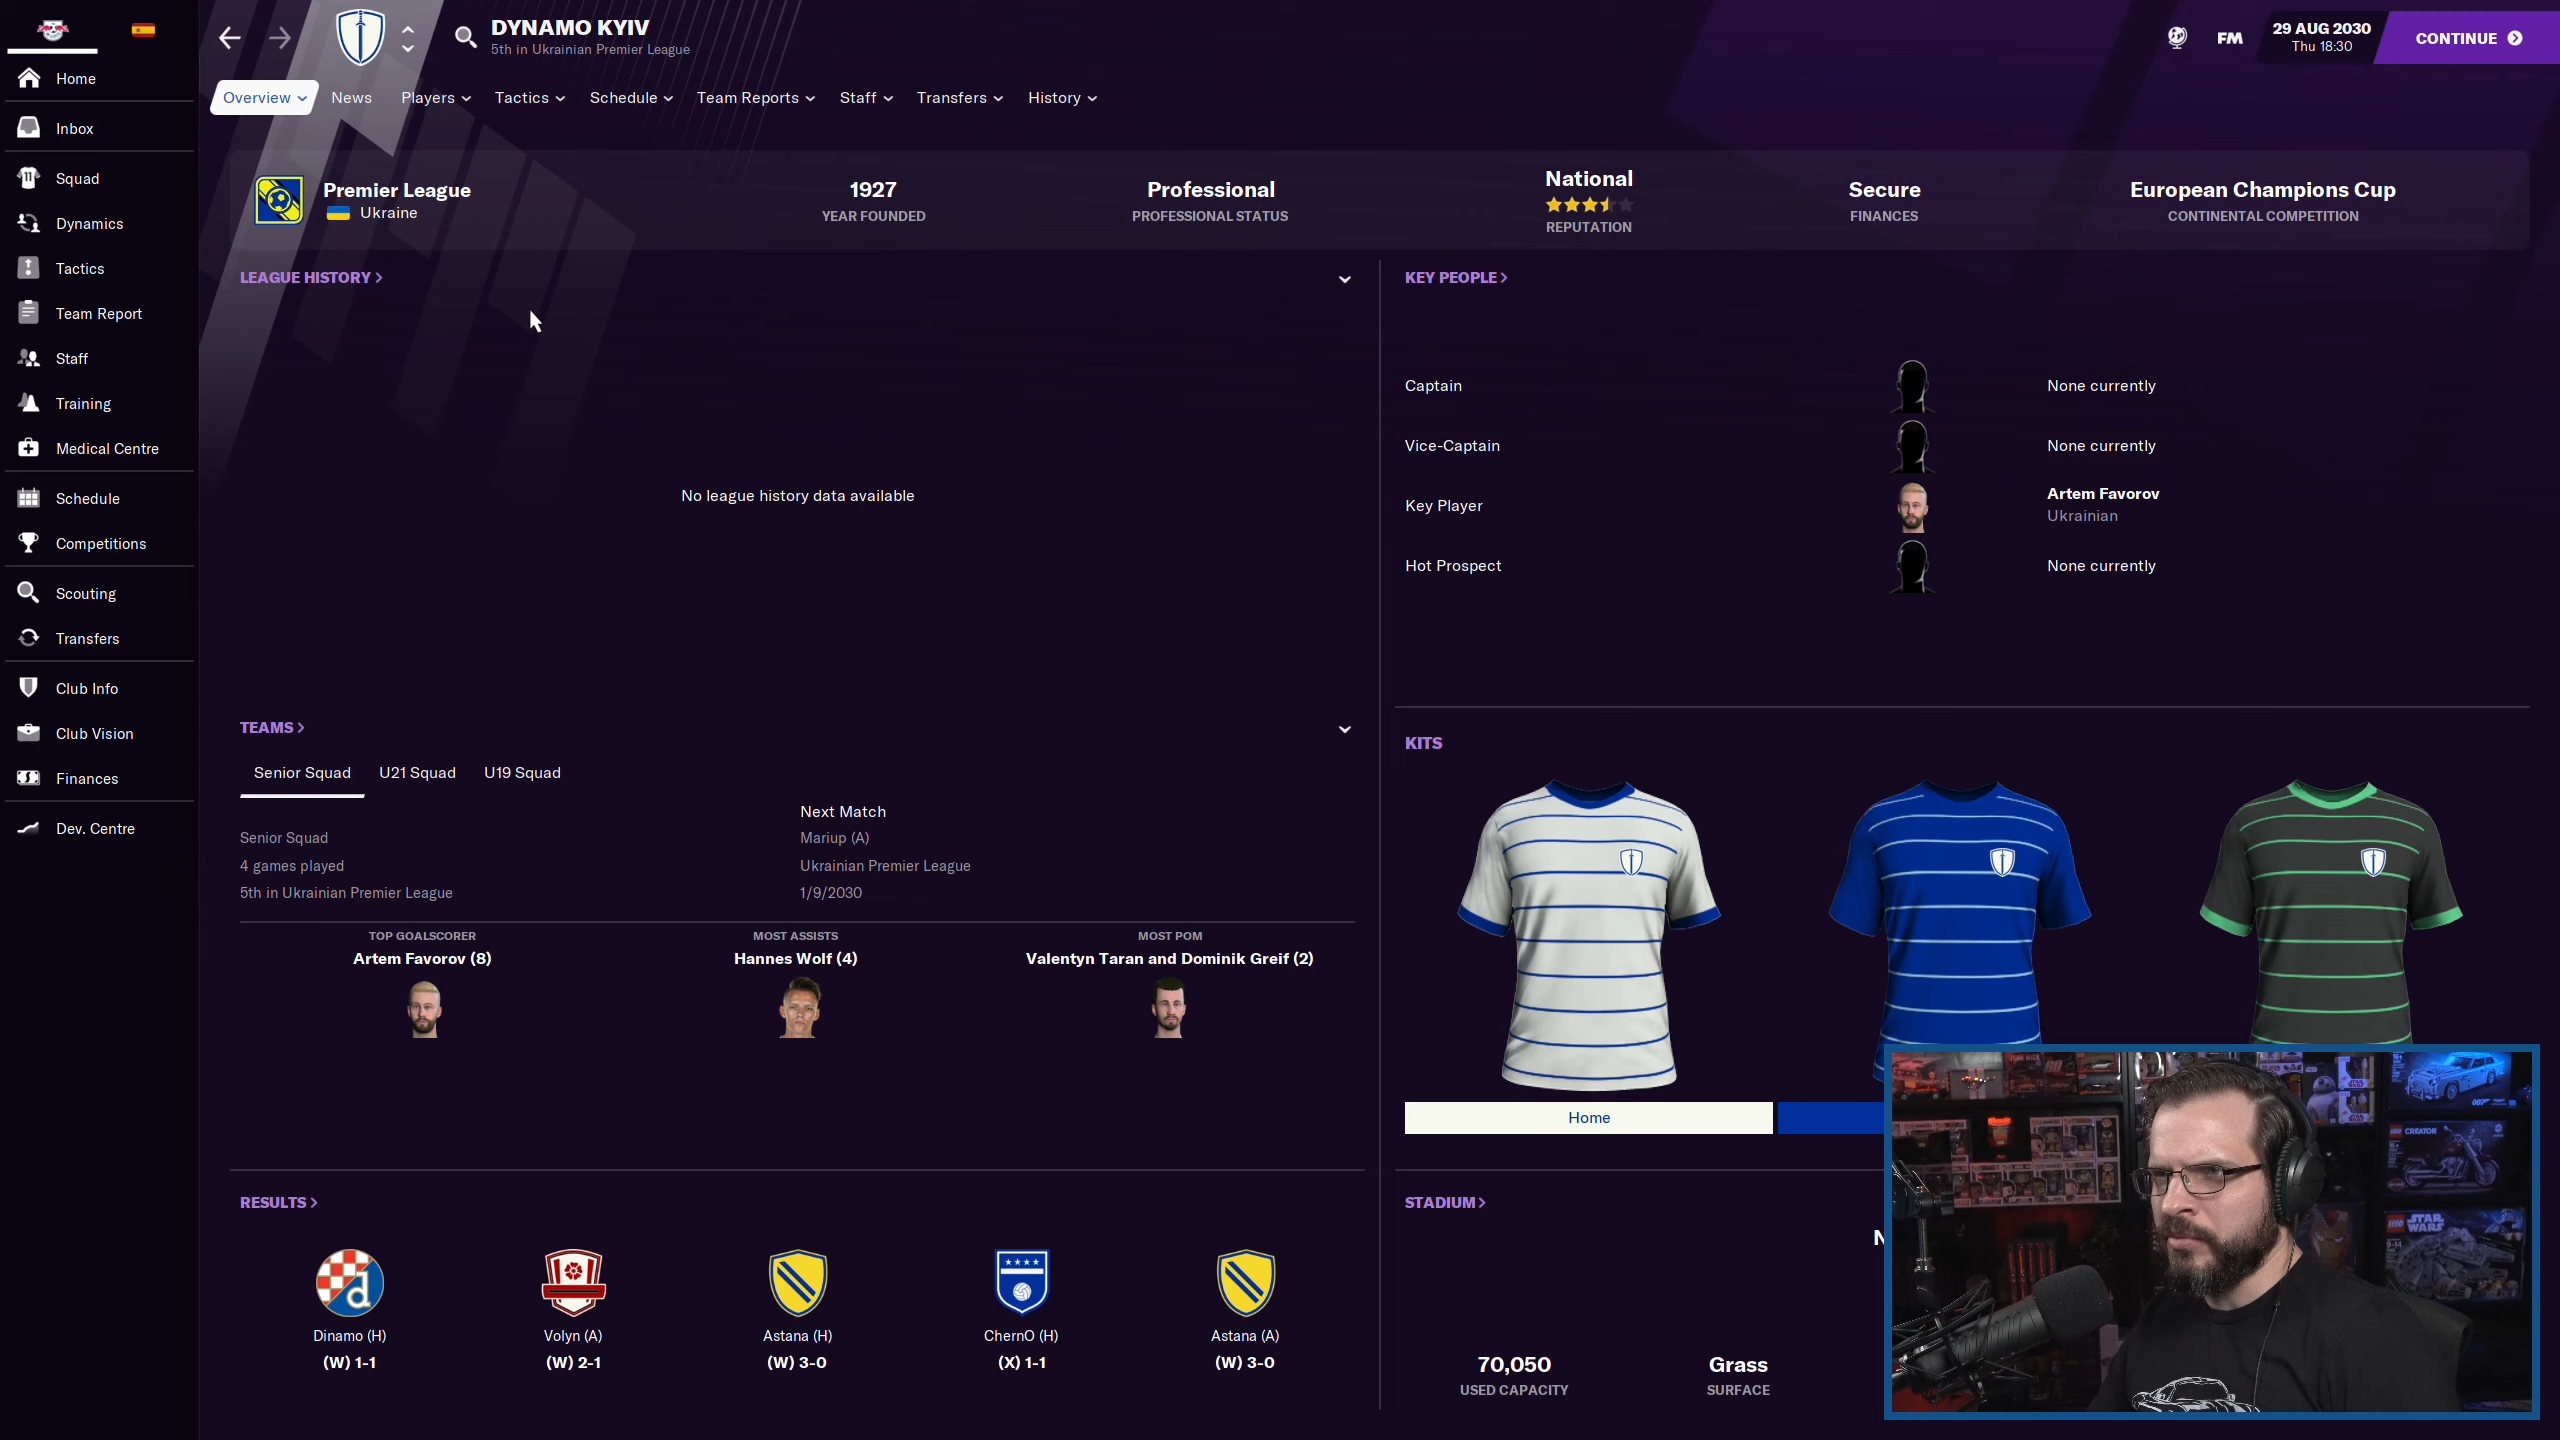 DYNAMO KYIV
5th in Ukrainian Premier League
FM
29 AUG 2030
Thu 18:30
CONTINUE
Overview
News
Players
Tactics
Schedule
Team Reports
Staff
Transfers
History
Home
Inbox
Squad
Dynamics
Tactics
Team Report
Staff
Training
Medical Centre
Schedule
Competitions
Scouting
Transfers
Club Info
Club Vision
Finances
Dev. Centre
Premier League
Ukraine
1927
YEAR FOUNDED
Professional
PROFESSIONAL STATUS
National
REPUTATION
Secure
FINANCES
European Champions Cup
CONTINENTAL COMPETITION
LEAGUE HISTORY
No league history data available
KEY PEOPLE
Captain
None currently
Vice-Captain
None currently
Key Player
Artem Favorov
Ukrainian
Hot Prospect
None currently
TEAMS
Senior Squad
U21 Squad
U19 Squad
Senior Squad
4 games played
5th in Ukrainian Premier League
Next Match
Mariup (A)
Ukrainian Premier League
1/9/2030
TOP GOALSCORER
Artem Favorov (8)
MOST ASSISTS
Hannes Wolf (4)
MOST POM
Valentyn Taran and Dominik Greif (2)
KITS
Home
RESULTS
Dinamo (H)
(W) 1-1
Volyn (A)
(W) 2-1
Astana (H)
(W) 3-0
ChernO (H)
(X) 1-1
Astana (A)
(W) 3-0
STADIUM
70,050
USED CAPACITY
Grass
SURFACE
007
LEGO CREATOR
LEGO STAR WARS